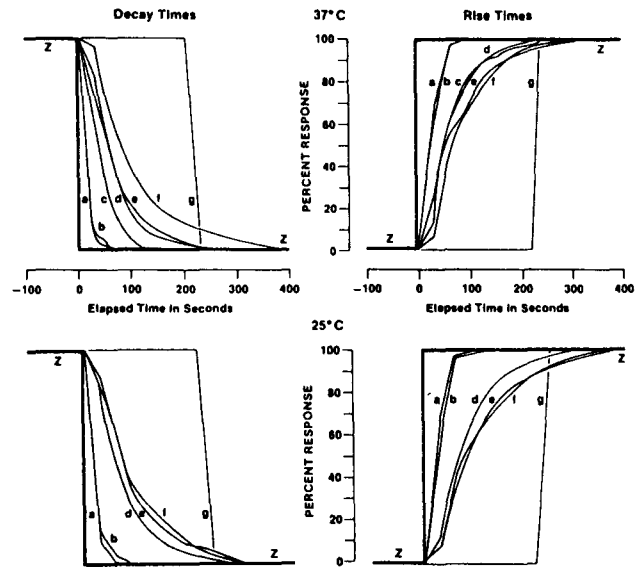 Decay Times
37°C
Rise Times
Z
a
b
c
d
e
f
g
Z
PERCENT RESPONSE
100
80
60
40
20
0
Z
a
b
c
d
e
f
g
Z
-100 0 100 200 300 400
Elapsed Time in Seconds
-100 0 100 200 300 400
Elapsed Time in Seconds
25°C
Z
a
b
d
e
f
g
Z
PERCENT RESPONSE
100
80
60
40
20
0
Z
a
b
d
e
f
g
Z